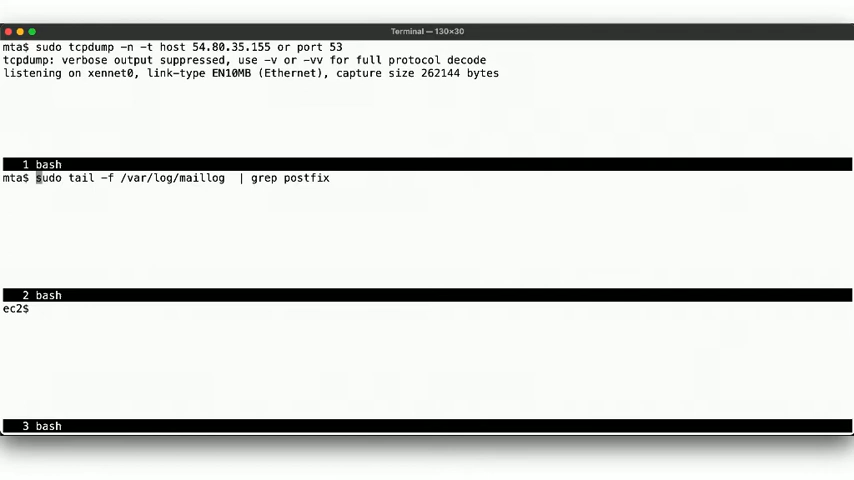 Terminal — 130×30
mta$ sudo tcpdump -n -t host 54.80.35.155 or port 53
tcpdump: verbose output suppressed, use -v or -vv for full protocol decode
listening on xennet0, link-type EN10MB (Ethernet), capture size 262144 bytes
1 bash
mta$ sudo tail -f /var/log/maillog  | grep postfix
2 bash
ec2$
3 bash